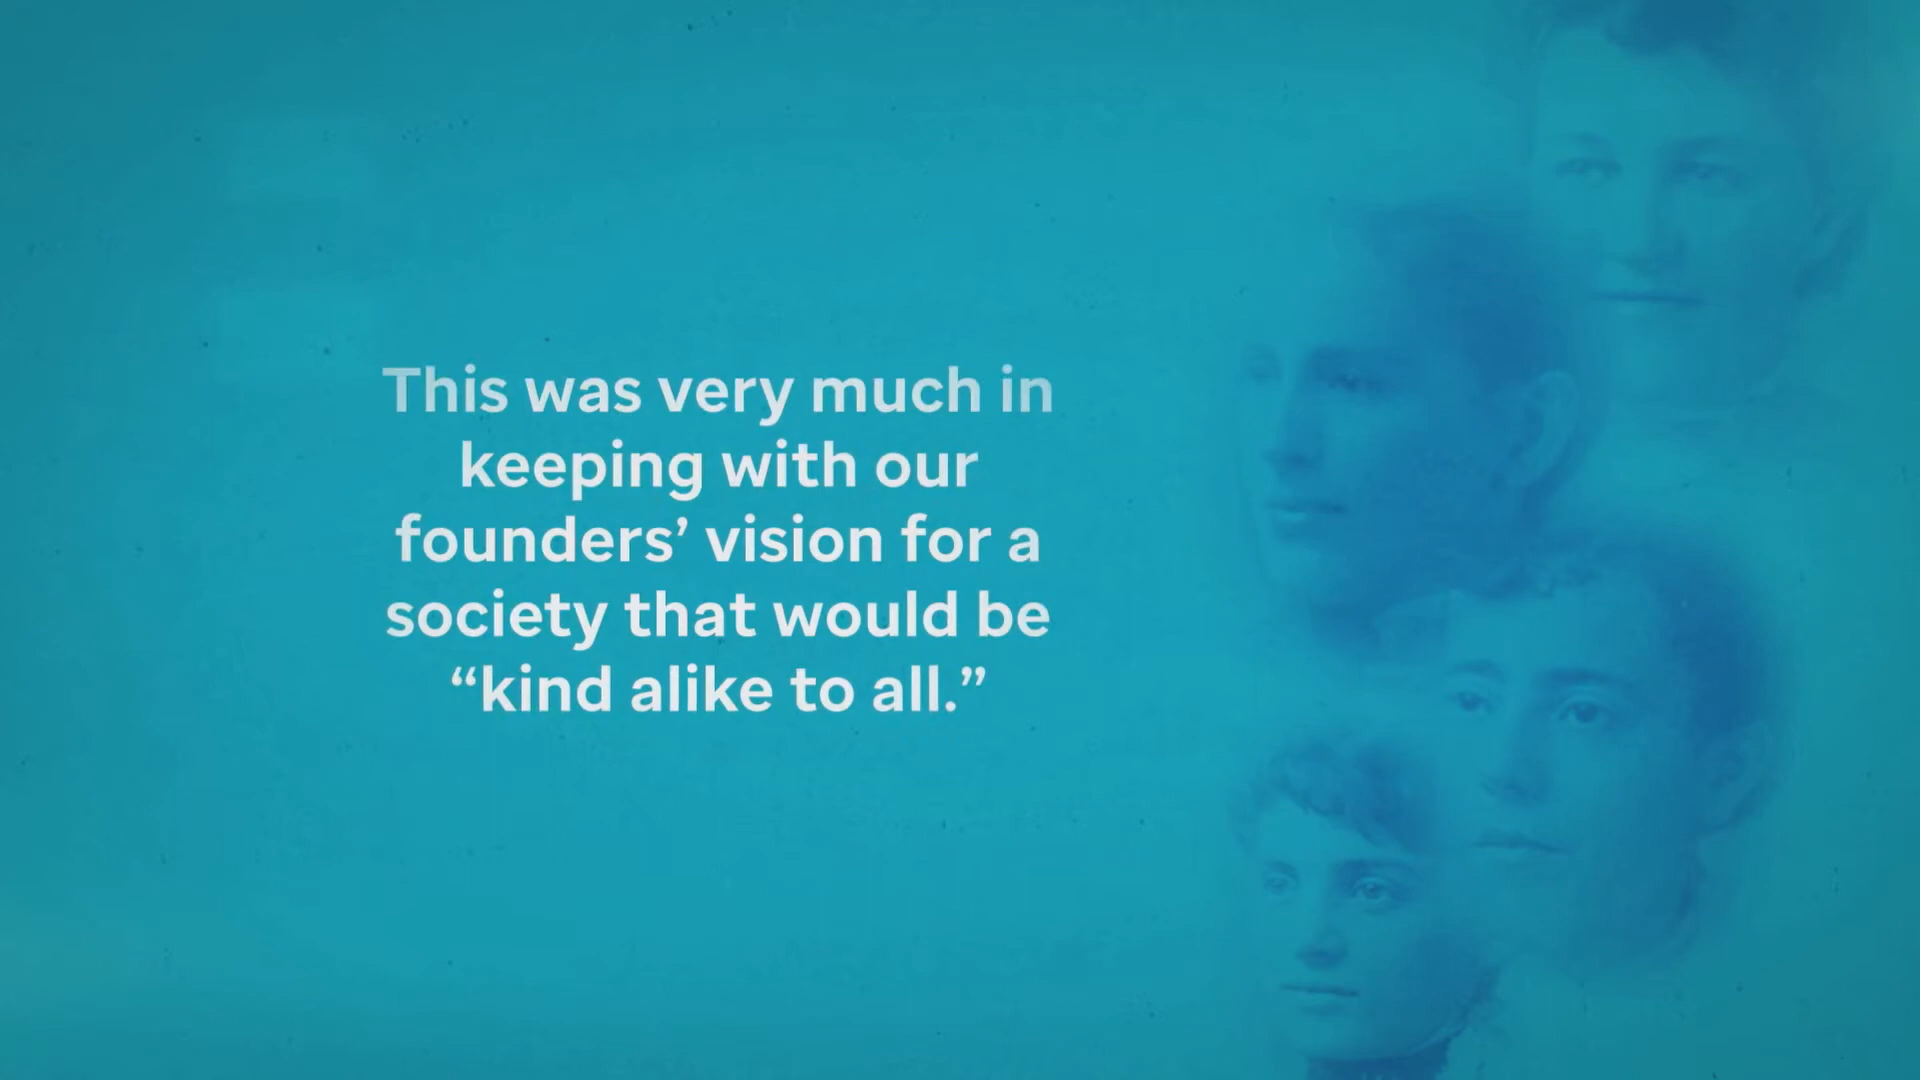 This was very much in
keeping with our
founders’ vision for a
society that would be
“kind alike to all.”